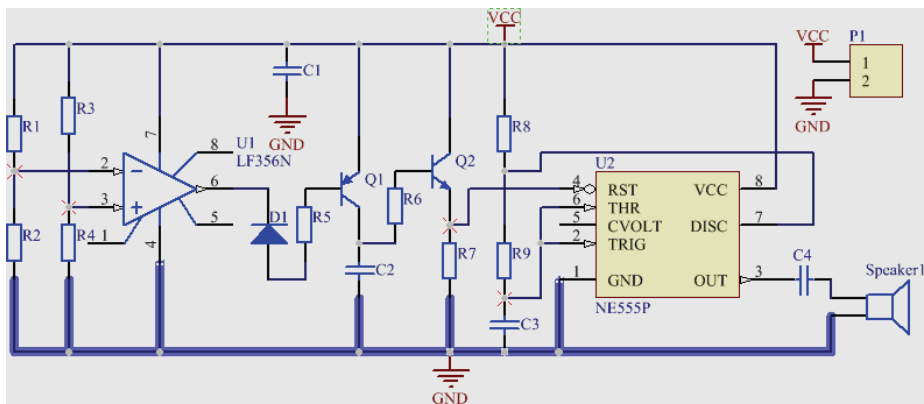 VCC
P1
VCC
1
2
GND
C1
GND
R1
R3
7
U1
8
LF356N
2
3
6
5
1
4
R2
R4
D1
R5
Q1
R6
Q2
C2
R7
R8
R9
C3
GND
U2
4 RST VCC 8
6 THR
5 CVOLT DISC 7
2 TRIG
1 GND OUT 3
NE555P
C4
Speaker1